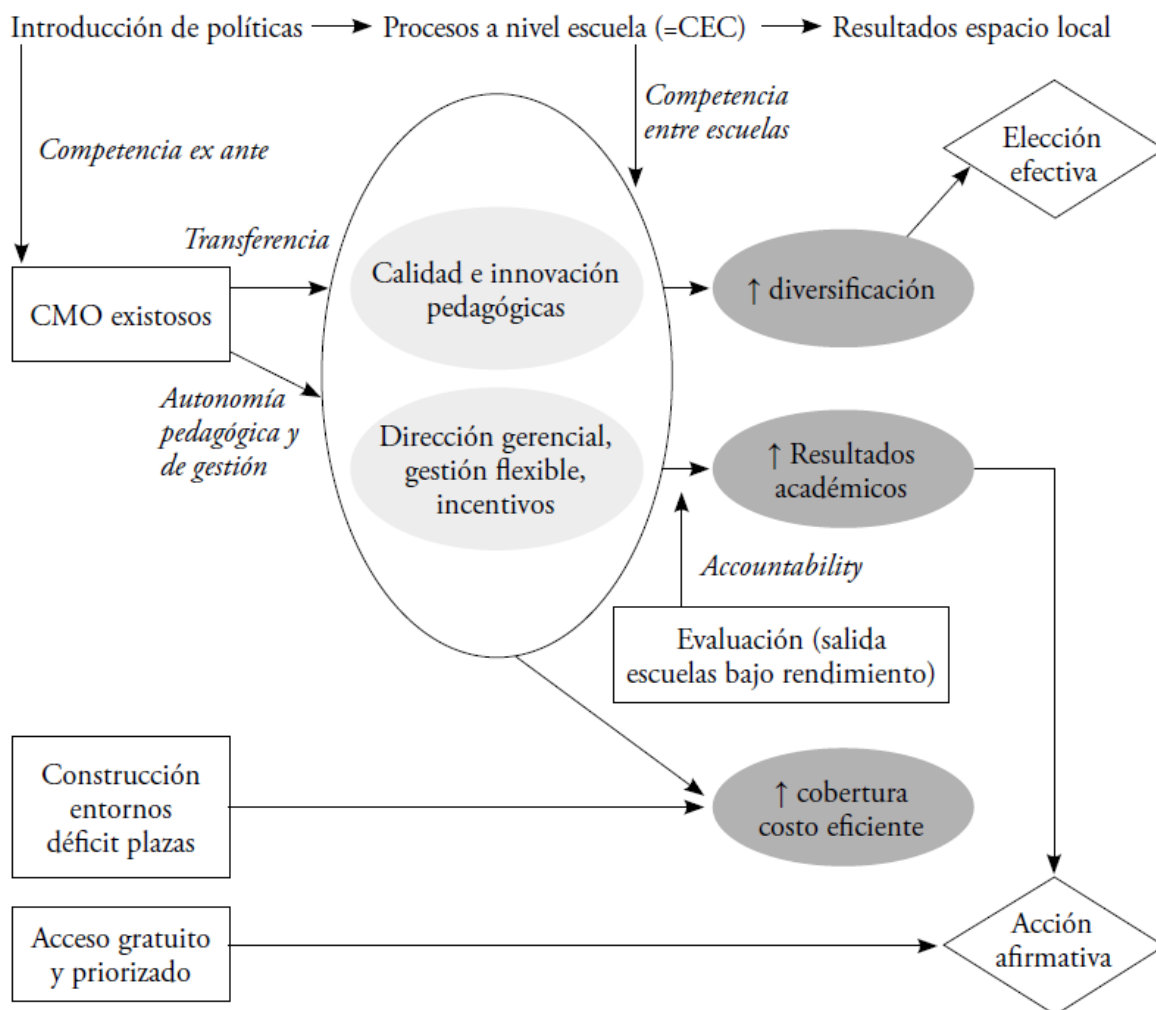 Introducción de políticas
Procesos a nivel escuela (=CEC)
Resultados espacio local
Competencia ex ante
Competencia
entre escuelas
Elección
efectiva
Transferencia
CMO existosos
Calidad e innovación
pedagógicas
↑ diversificación
Autonomía
pedagógica y
de gestión
Dirección gerencial,
gestión flexible,
incentivos
↑ Resultados
académicos
Accountability
Evaluación (salida
escuelas bajo rendimiento)
Construcción
entornos
déficit plazas
↑ cobertura
costo eficiente
Acceso gratuito
y priorizado
Acción
afirmativa